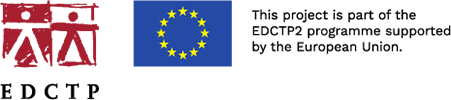 EDCTP
This project is part of the
EDCTP2 programme supported
by the European Union.